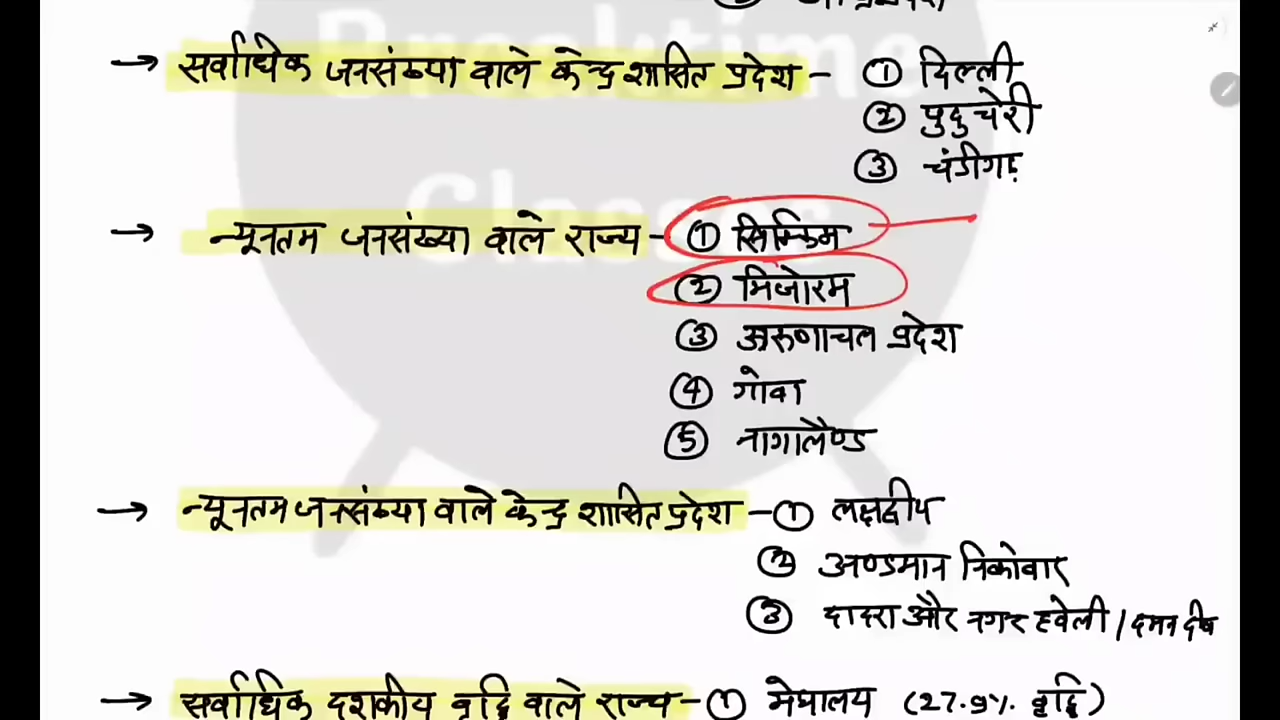 → सर्वाधिक जनसंख्या वाले केन्द्र शासित प्रदेश - ① दिल्ली
② पुदुचेरी
③ चंडीगढ़
→ न्यूनतम जनसंख्या वाले राज्य - ① सिक्किम
② मिजोरम
③ अरुणाचल प्रदेश
④ गोवा
⑤ नागालैण्ड
→ न्यूनतम जनसंख्या वाले केन्द्र शासित प्रदेश - ① लक्षद्वीप
② अण्डमान निकोबार
③ दादरा और नगर हवेली / दमन दीव
→ सर्वाधिक दशकीय वृद्धि वाले राज्य - ① मेघालय (27.9% वृद्धि)